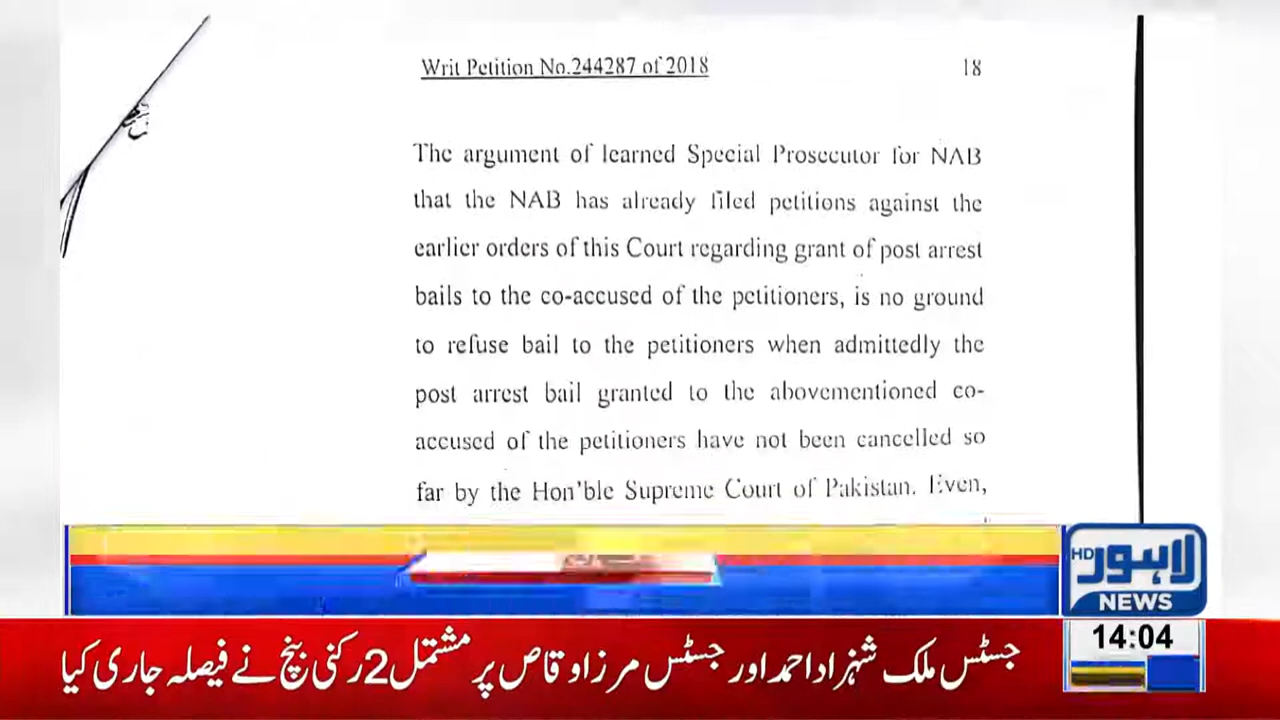 Writ Petition No.244287 of 2018 18
The argument of learned Special Prosecutor for NAB
that the NAB has already filed petitions against the
earlier orders of this Court regarding grant of post arrest
bails to the co-accused of the petitioners, is no ground
to refuse bail to the petitioners when admittedly the
post arrest bail granted to the abovementioned co-
accused of the petitioners have not been cancelled so
far by the Hon'ble Supreme Court of Pakistan. Even,
لاہور HD
NEWS
14:04
جسٹس ملک شہزاد احمد اور جسٹس مرزا وقاص پر مشتمل 2 رکنی بنچ نے فیصلہ جاری کیا